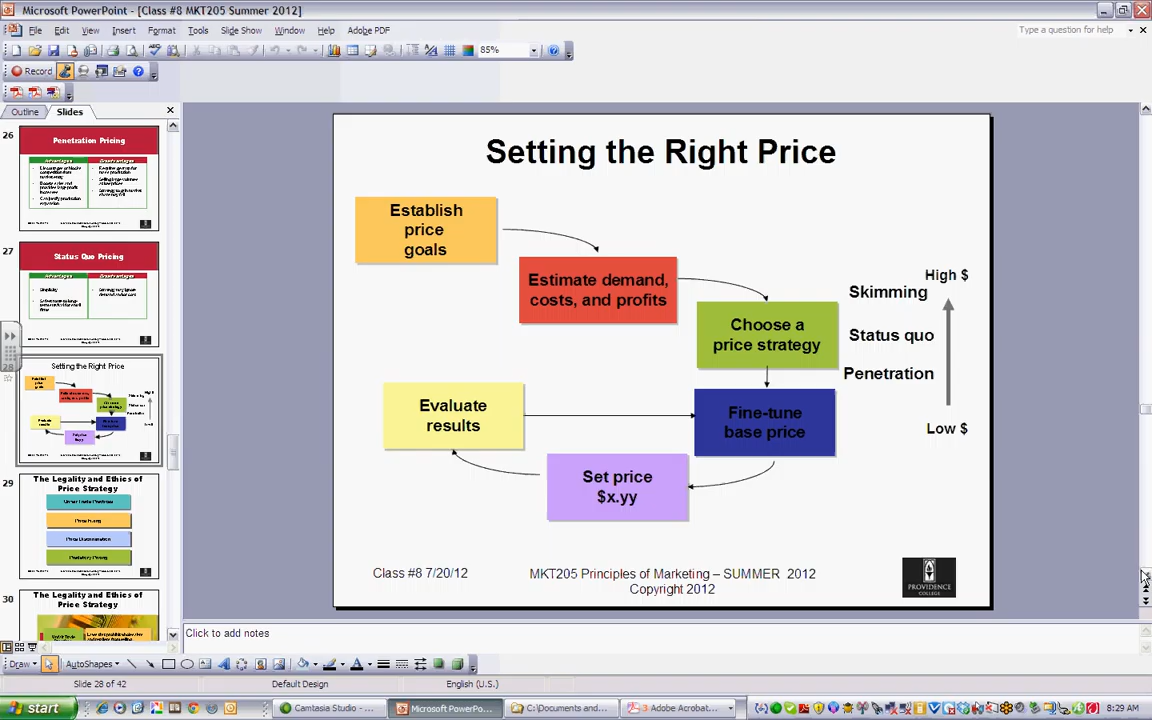 Microsoft PowerPoint - [Class #8 MKT205 Summer 2012]
File Edit View Insert Format Tools Slide Show Window Help Adobe PDF
Type a question for help
85%
Record
Outline Slides
26
Penetration Pricing
27
Status Quo Pricing
28
Setting the Right Price
29
The Legality and Ethics of
Price Strategy
30
The Legality and Ethics of
Price Strategy
Setting the Right Price
Establish
price
goals
Estimate demand,
costs, and profits
Choose a
price strategy
High $
Skimming
Status quo
Penetration
Low $
Evaluate
results
Fine-tune
base price
Set price
$x.yy
Class #8 7/20/12
MKT205 Principles of Marketing – SUMMER 2012
Copyright 2012
PROVIDENCE
COLLEGE
Click to add notes
Draw AutoShapes
Slide 28 of 42 Default Design English (U.S.)
start Camtasia Studio - ... Microsoft PowerPo... C:\Documents and... 3 Adobe Acrobat... 8:29 AM